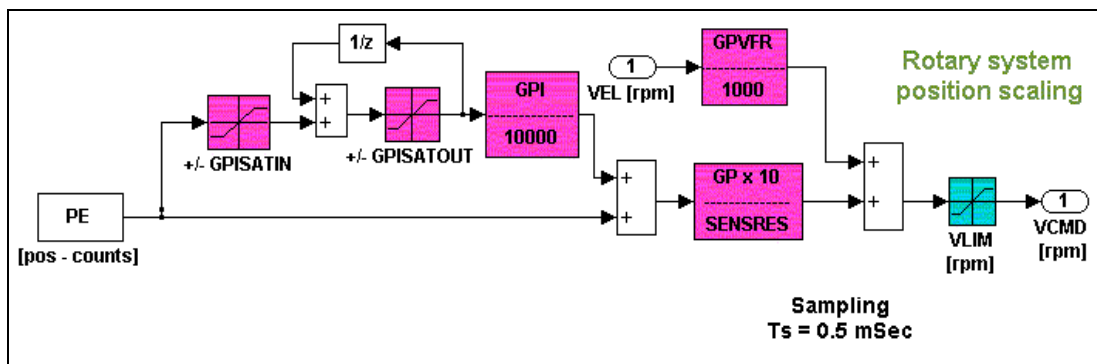 1/z
GPVFR
1000
1
VEL [rpm]
Rotary system
position scaling
GPI
10000
+
+
+/- GPISATIN
+/- GPISATOUT
PE
[pos - counts]
+
+
GP x 10
SENSRES
+
+
VLIM
[rpm]
1
VCMD
[rpm]
Sampling
Ts = 0.5 mSec